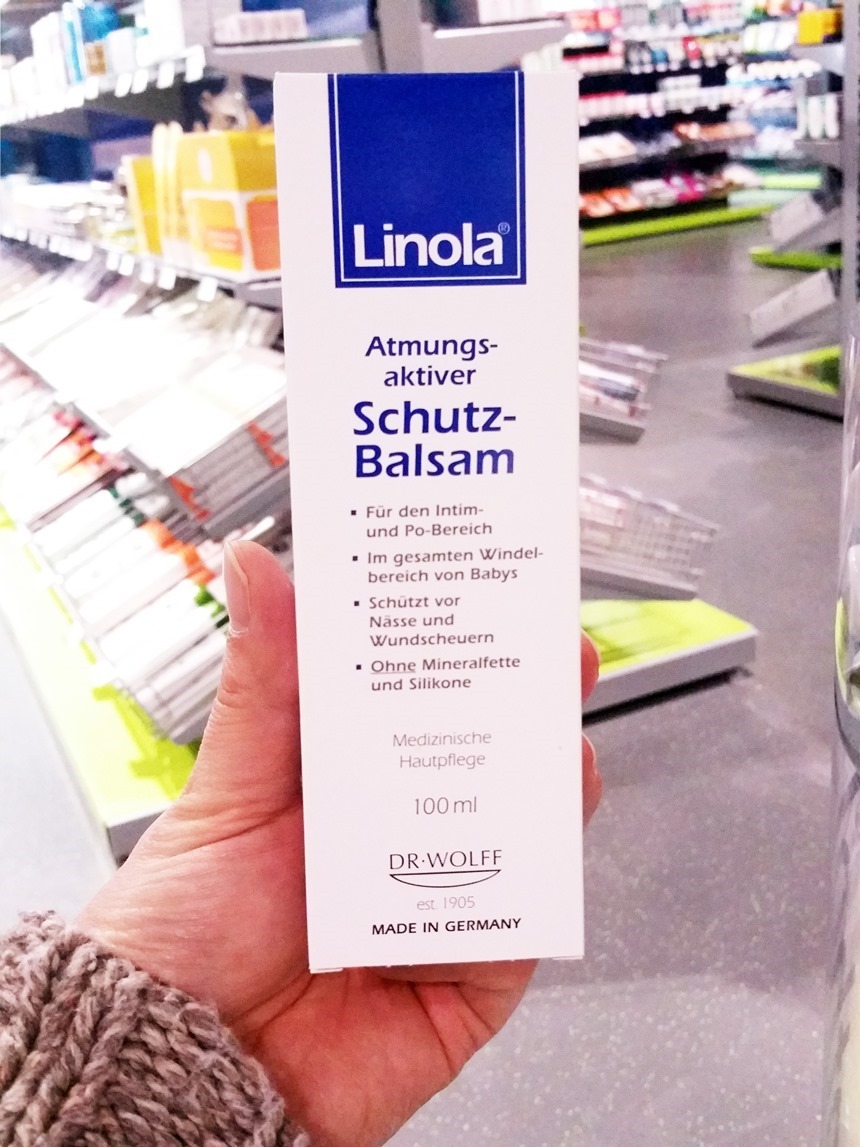 Linola®
Atmungs-
aktiver
Schutz-
Balsam
▪ Für den Intim-
und Po-Bereich
▪ Im gesamten Windel-
bereich von Babys
▪ Schützt vor
Nässe und
Wundscheuern
▪ Ohne Mineralfette
und Silikone
Medizinische
Hautpflege
100 ml
DR·WOLFF
est. 1905
MADE IN GERMANY